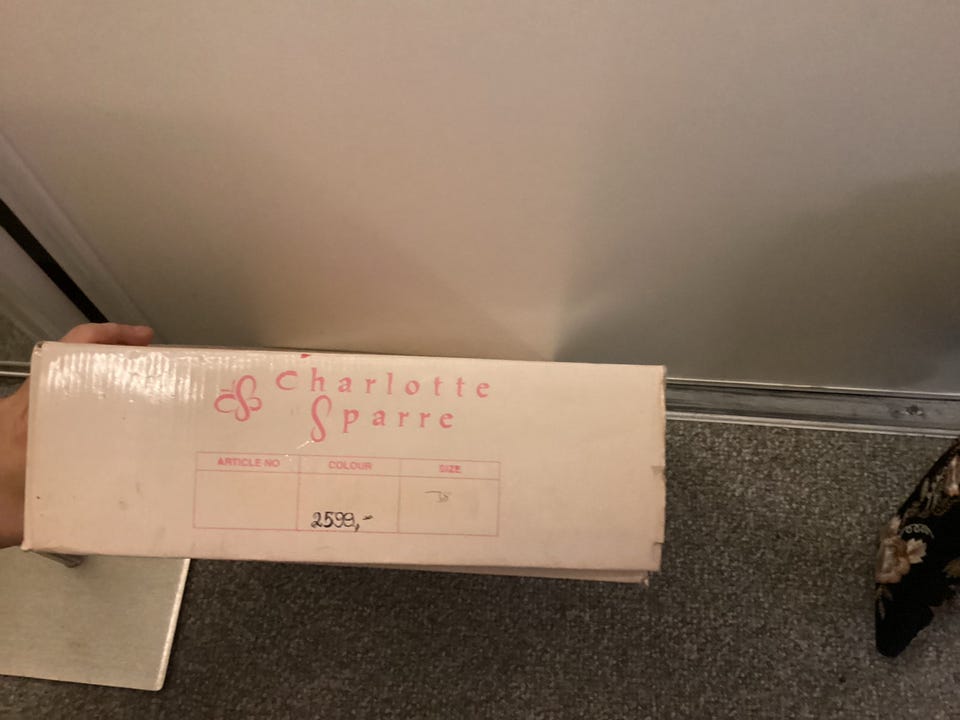 Charlotte
Sparre
ARTICLE NO COLOUR SIZE
2599,-